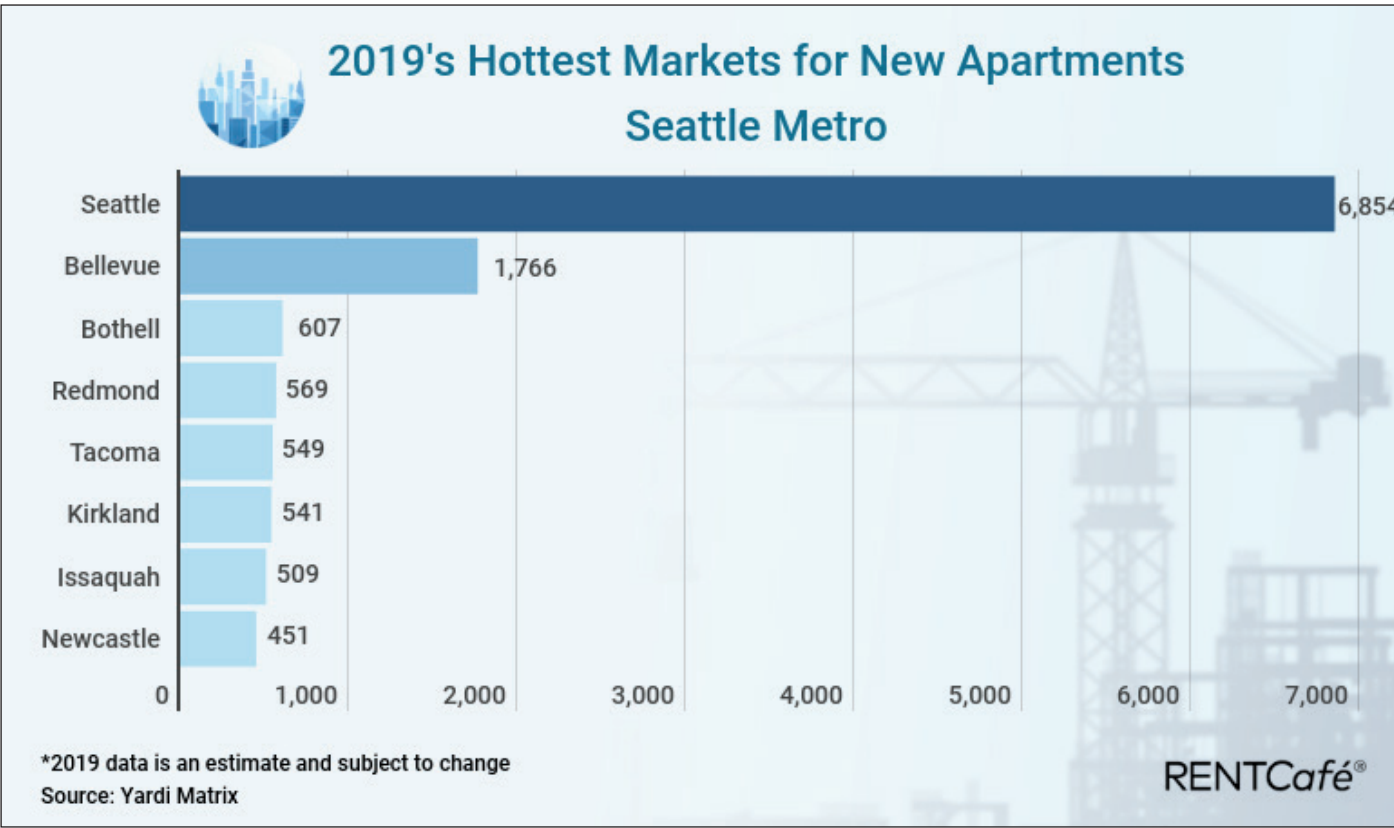 2019's Hottest Markets for New Apartments
Seattle Metro
Seattle 6,854
Bellevue 1,766
Bothell 607
Redmond 569
Tacoma 549
Kirkland 541
Issaquah 509
Newcastle 451
0 1,000 2,000 3,000 4,000 5,000 6,000 7,000
*2019 data is an estimate and subject to change
Source: Yardi Matrix
RENTCafé®